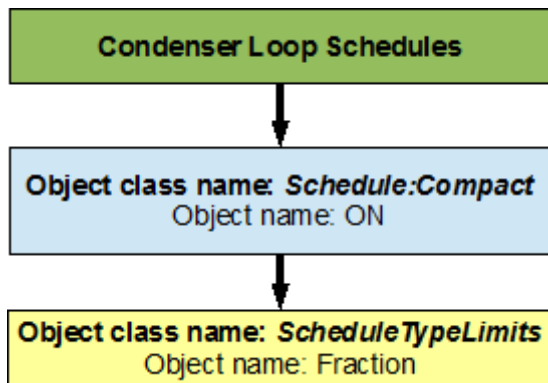 Condenser Loop Schedules
Object class name: Schedule:Compact
Object name: ON
Object class name: ScheduleTypeLimits
Object name: Fraction